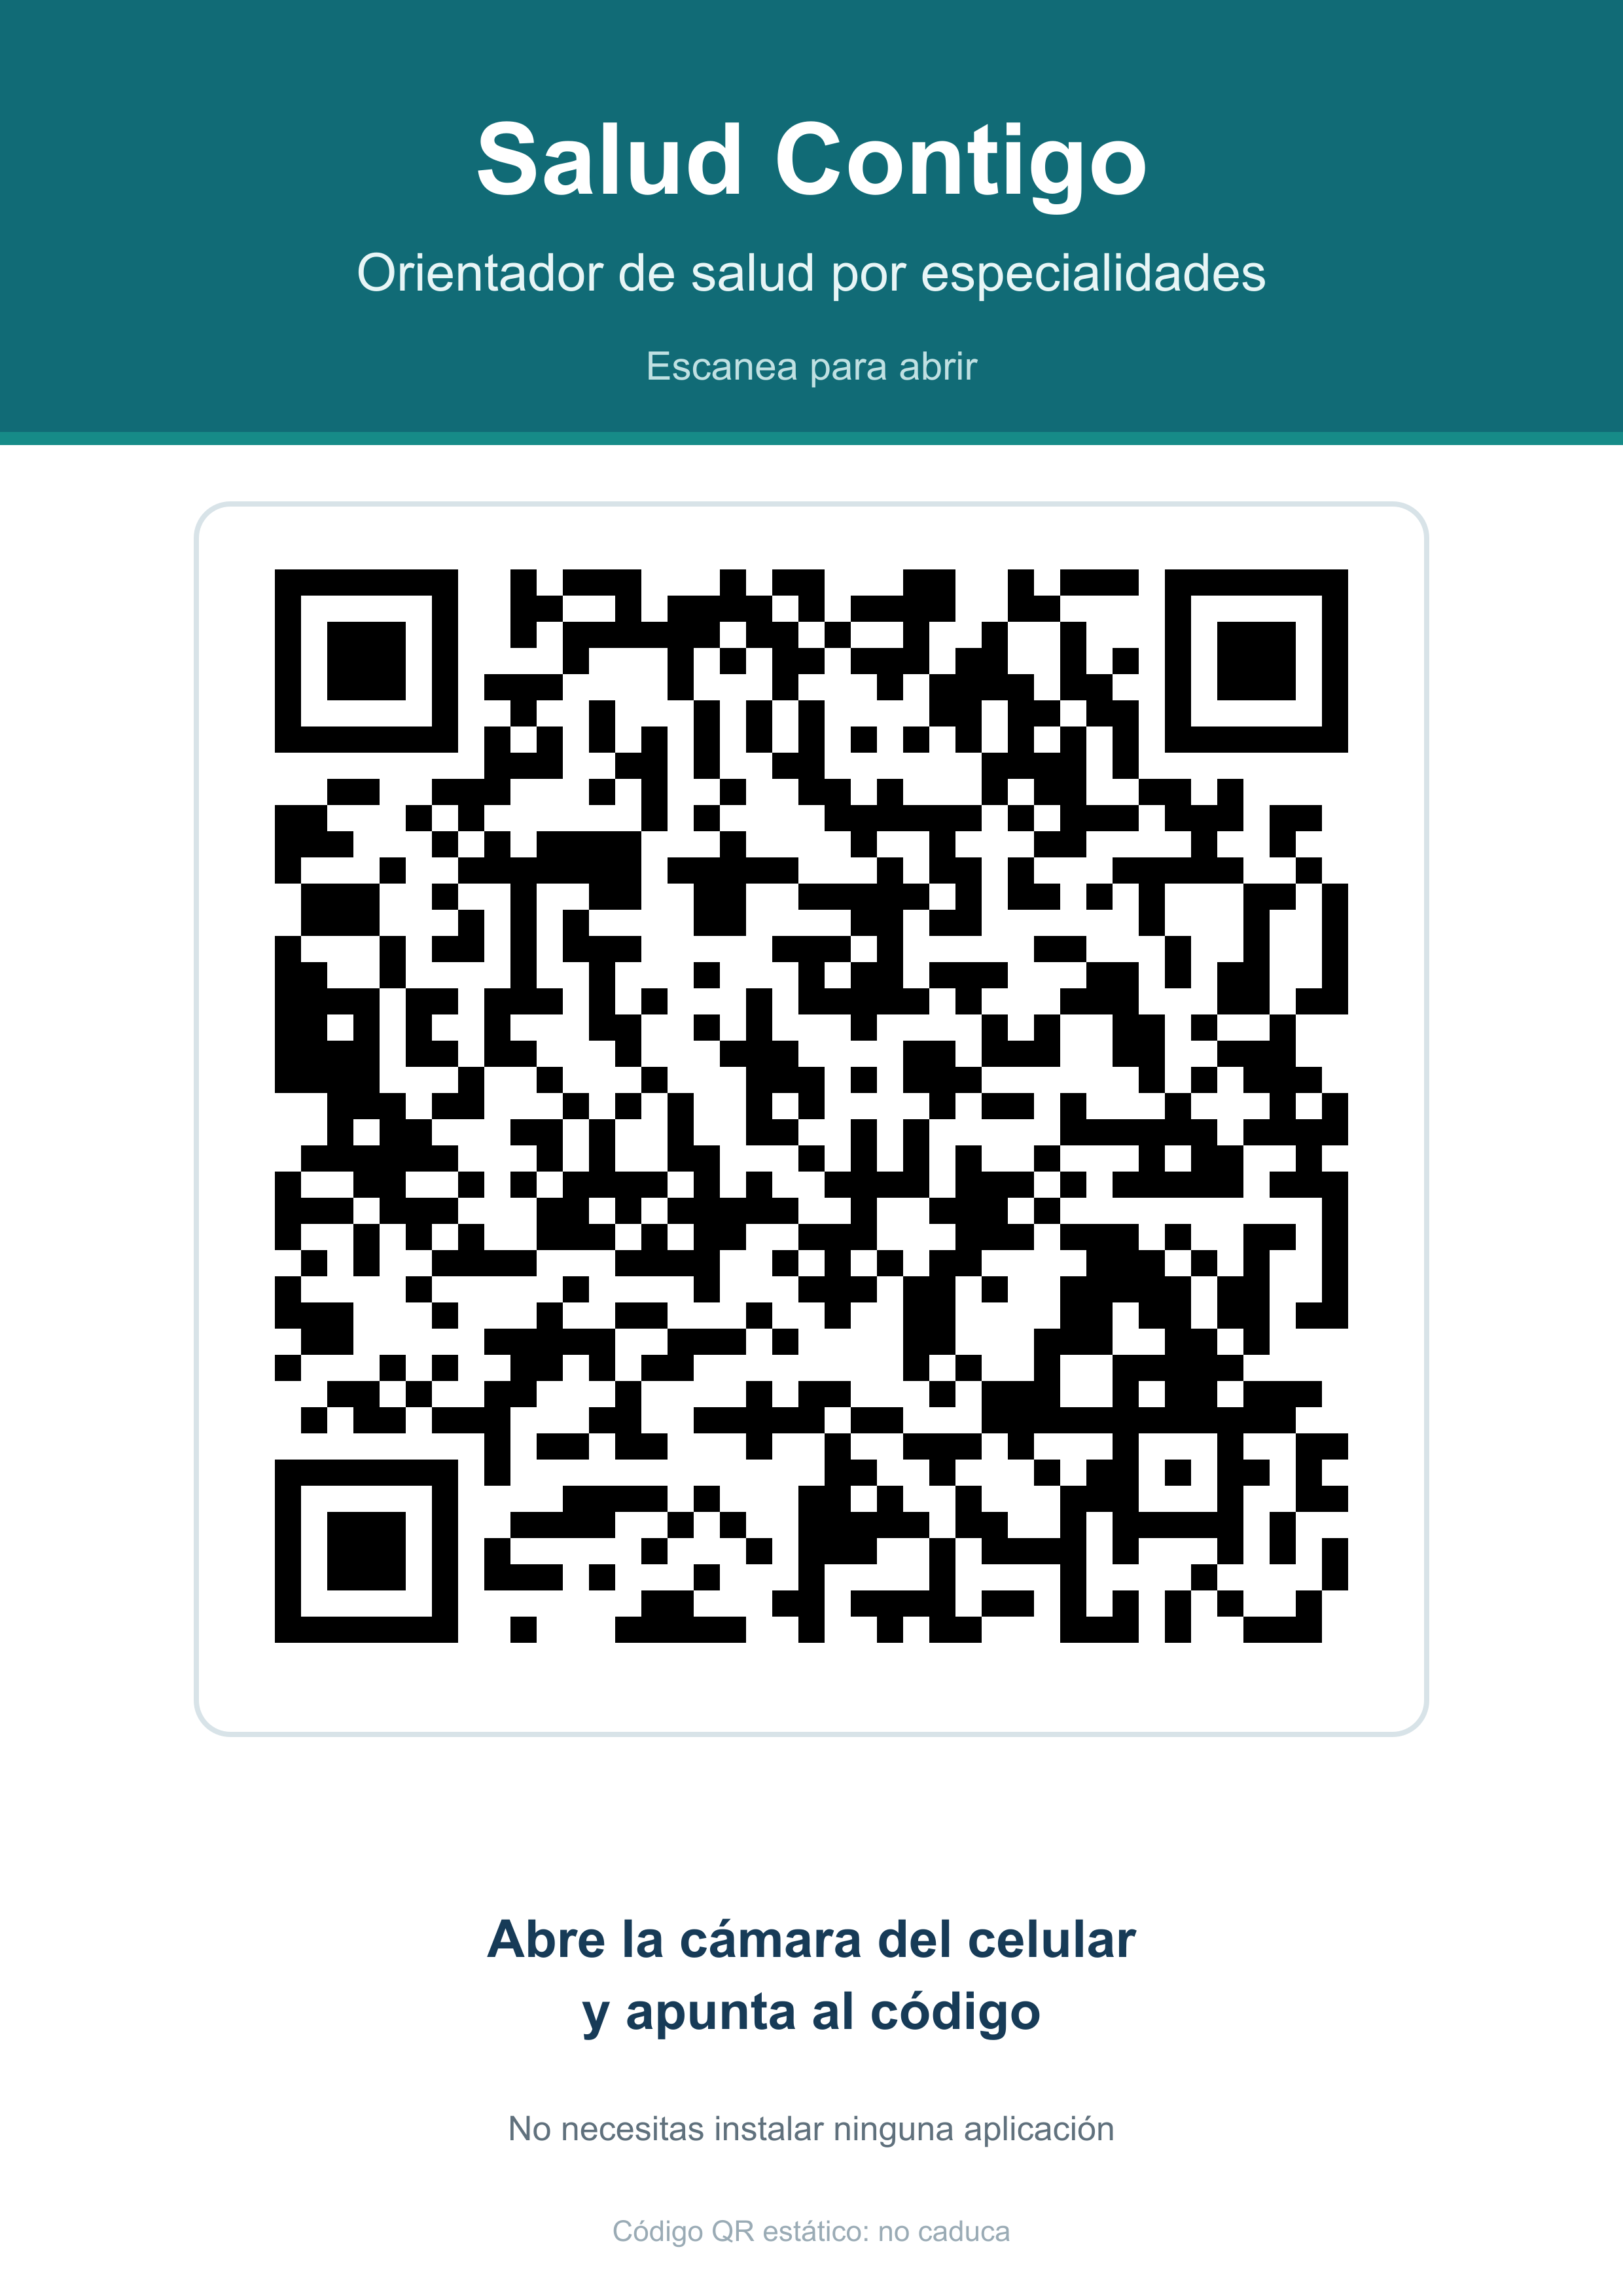 Salud Contigo
Orientador de salud por especialidades
Escanea para abrir
Abre la cámara del celular
y apunta al código
No necesitas instalar ninguna aplicación
Código QR estático: no caduca